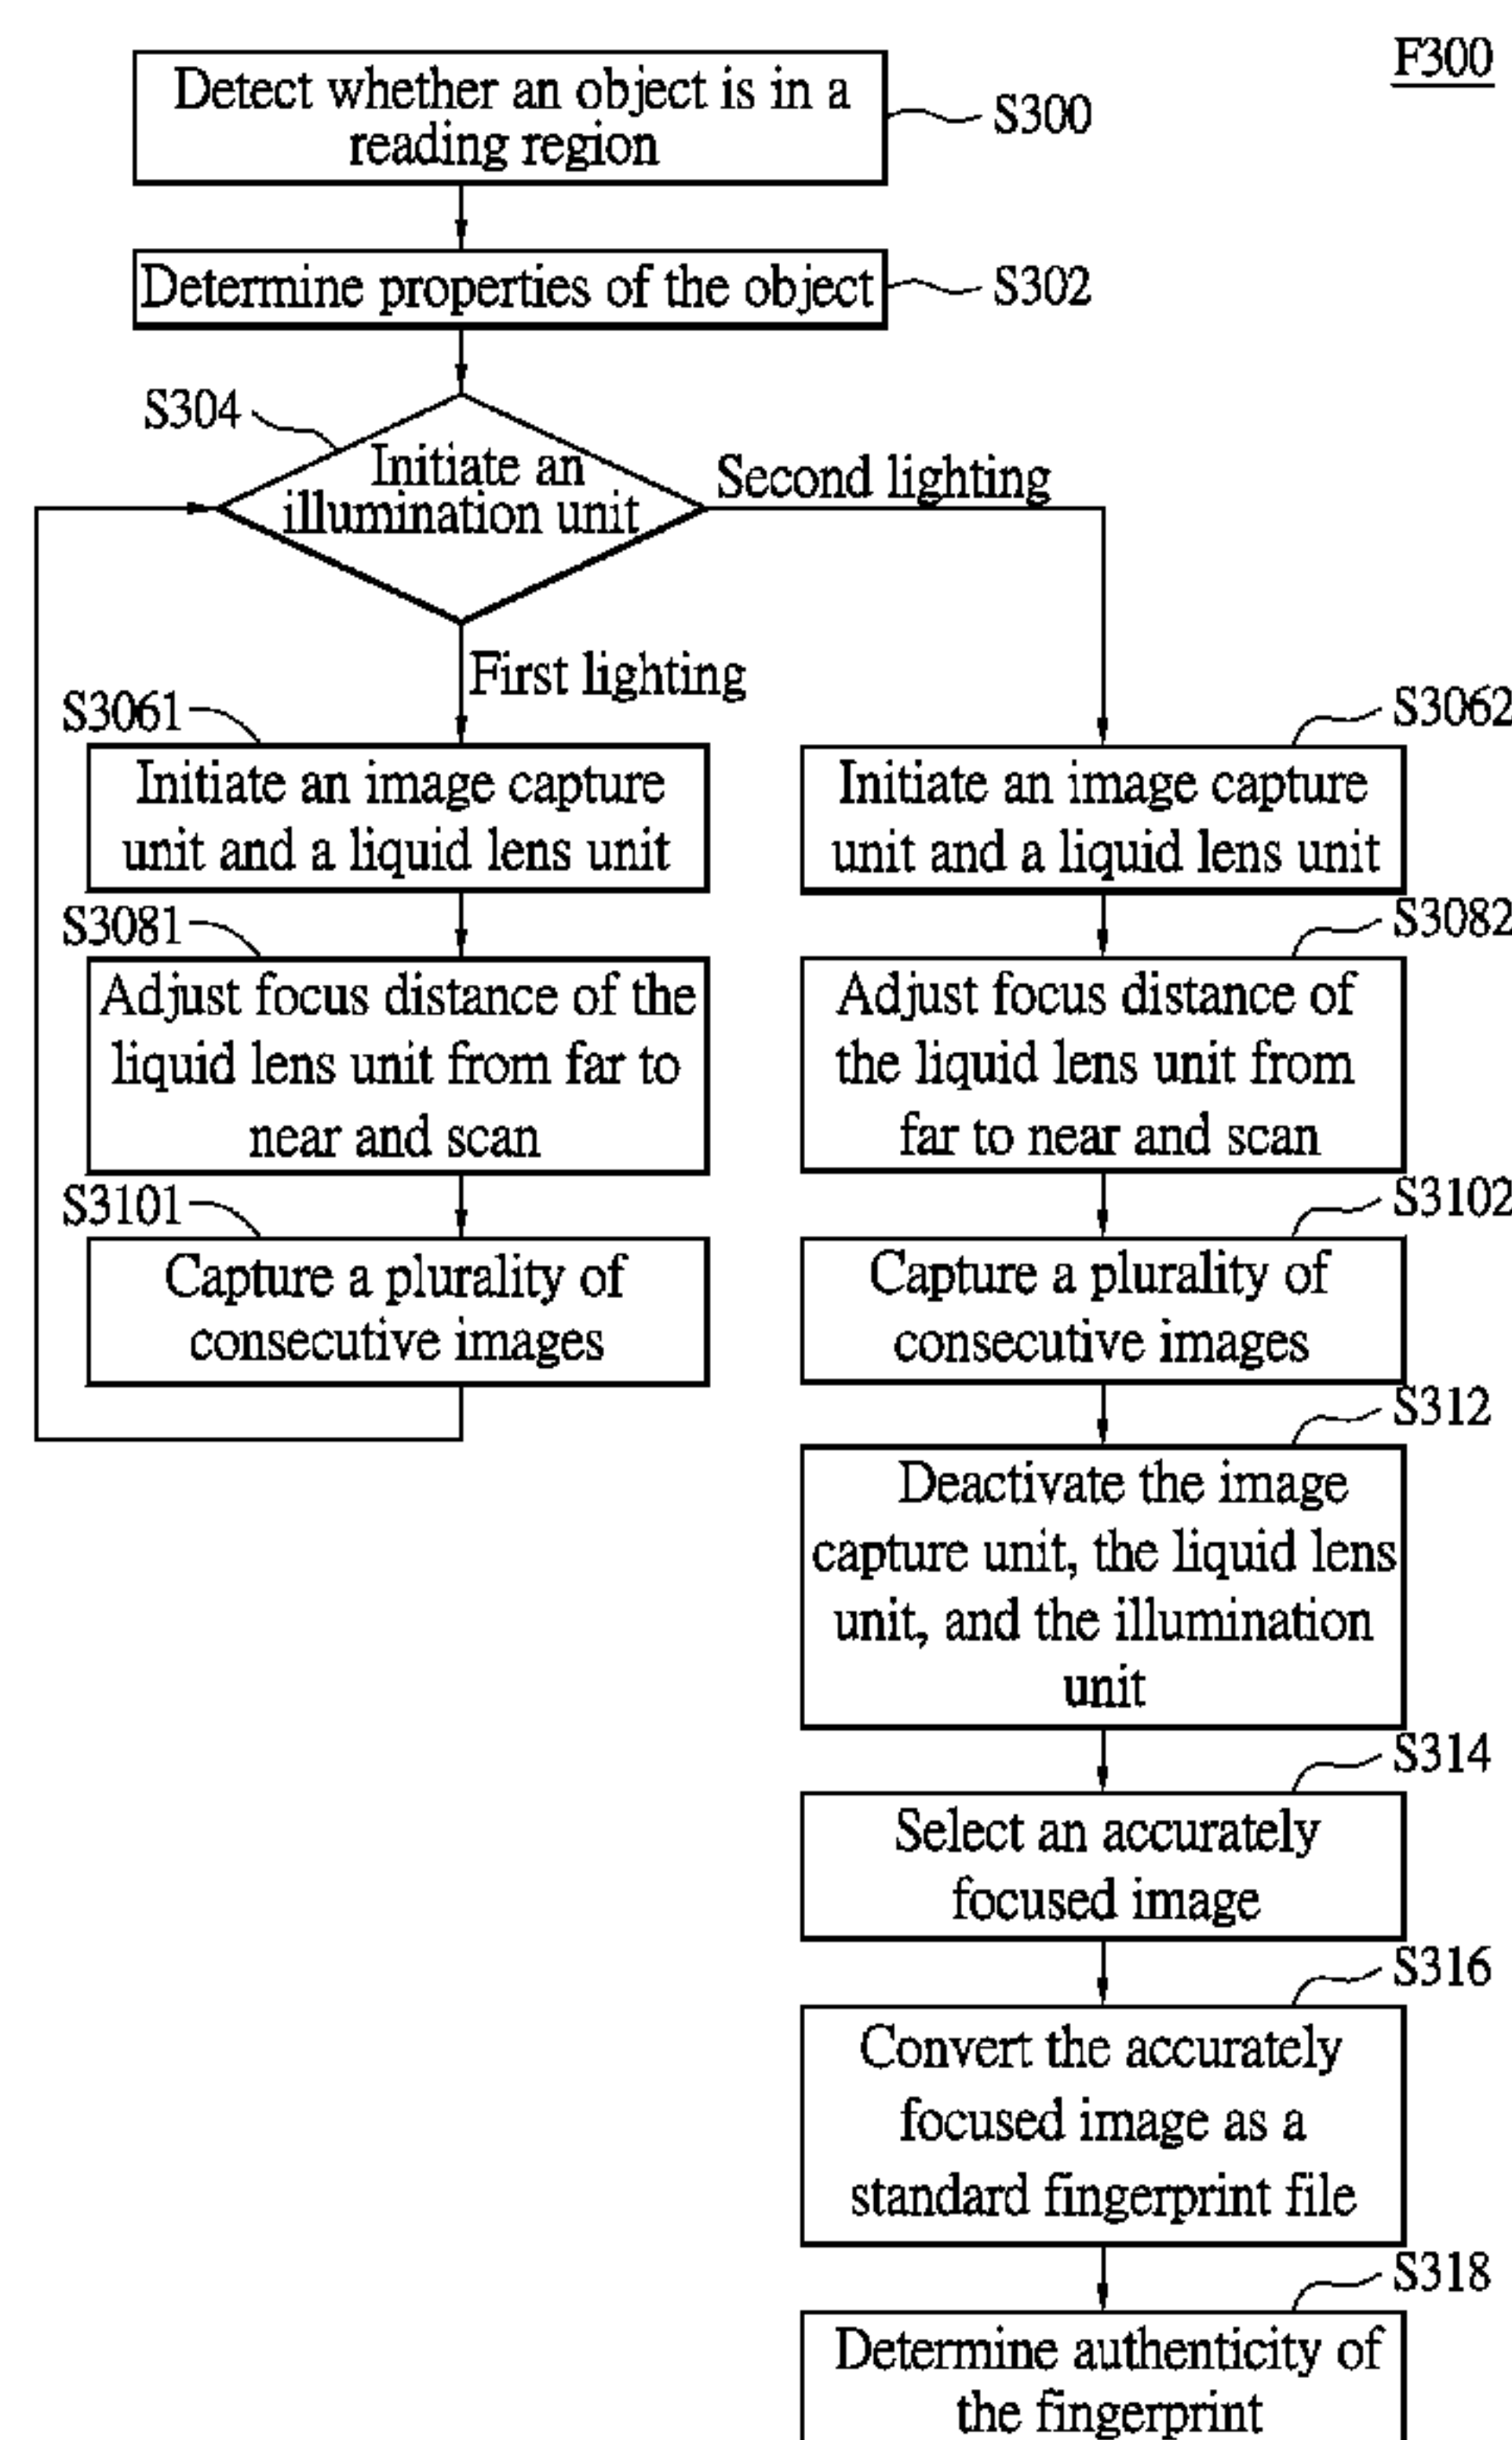 F300
Detect whether an object is in a
reading region
S300
Determine properties of the object
S302
S304
Initiate an
illumination unit
Second lighting
First lighting
S3061
Initiate an image capture
unit and a liquid lens unit
S3081
Adjust focus distance of the
liquid lens unit from far to
near and scan
S3101
Capture a plurality of
consecutive images
S3062
Initiate an image capture
unit and a liquid lens unit
S3082
Adjust focus distance of
the liquid lens unit from
far to near and scan
S3102
Capture a plurality of
consecutive images
S312
Deactivate the image
capture unit, the liquid lens
unit, and the illumination
unit
S314
Select an accurately
focused image
S316
Convert the accurately
focused image as a
standard fingerprint file
S318
Determine authenticity of
the fingerprint